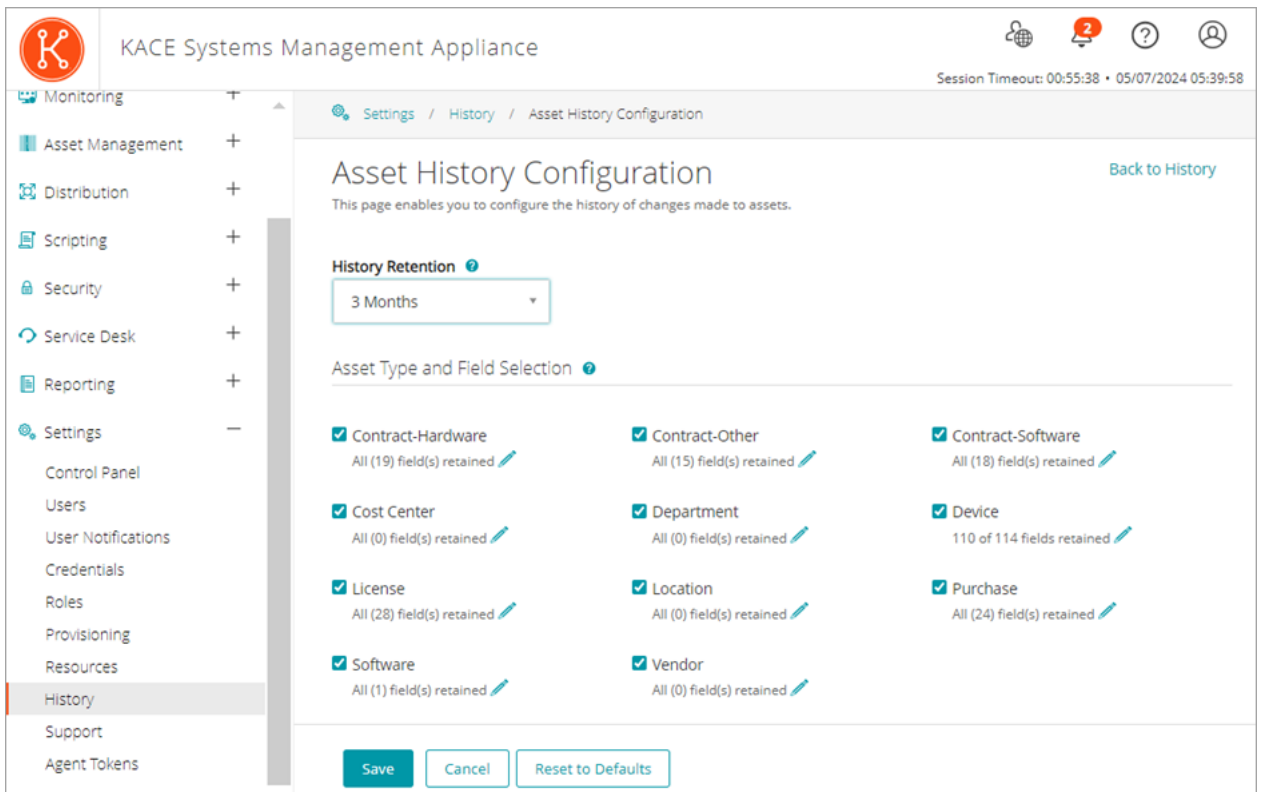 KACE Systems Management Appliance
2
Session Timeout: 00:55:38 • 05/07/2024 05:39:58
Monitoring
Asset Management
Distribution
Scripting
Security
Service Desk
Reporting
Settings
Control Panel
Users
User Notifications
Credentials
Roles
Provisioning
Resources
History
Support
Agent Tokens
Settings / History / Asset History Configuration
Asset History Configuration
Back to History
This page enables you to configure the history of changes made to assets.
History Retention
3 Months
Asset Type and Field Selection
Contract-Hardware
All (19) field(s) retained
Contract-Other
All (15) field(s) retained
Contract-Software
All (18) field(s) retained
Cost Center
All (0) field(s) retained
Department
All (0) field(s) retained
Device
110 of 114 fields retained
License
All (28) field(s) retained
Location
All (0) field(s) retained
Purchase
All (24) field(s) retained
Software
All (1) field(s) retained
Vendor
All (0) field(s) retained
Save
Cancel
Reset to Defaults